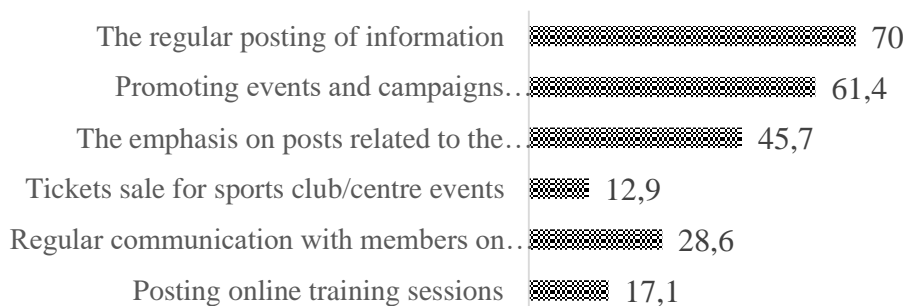 The regular posting of information 70
Promoting events and campaigns… 61,4
The emphasis on posts related to the… 45,7
Tickets sale for sports club/centre events 12,9
Regular communication with members on… 28,6
Posting online training sessions 17,1